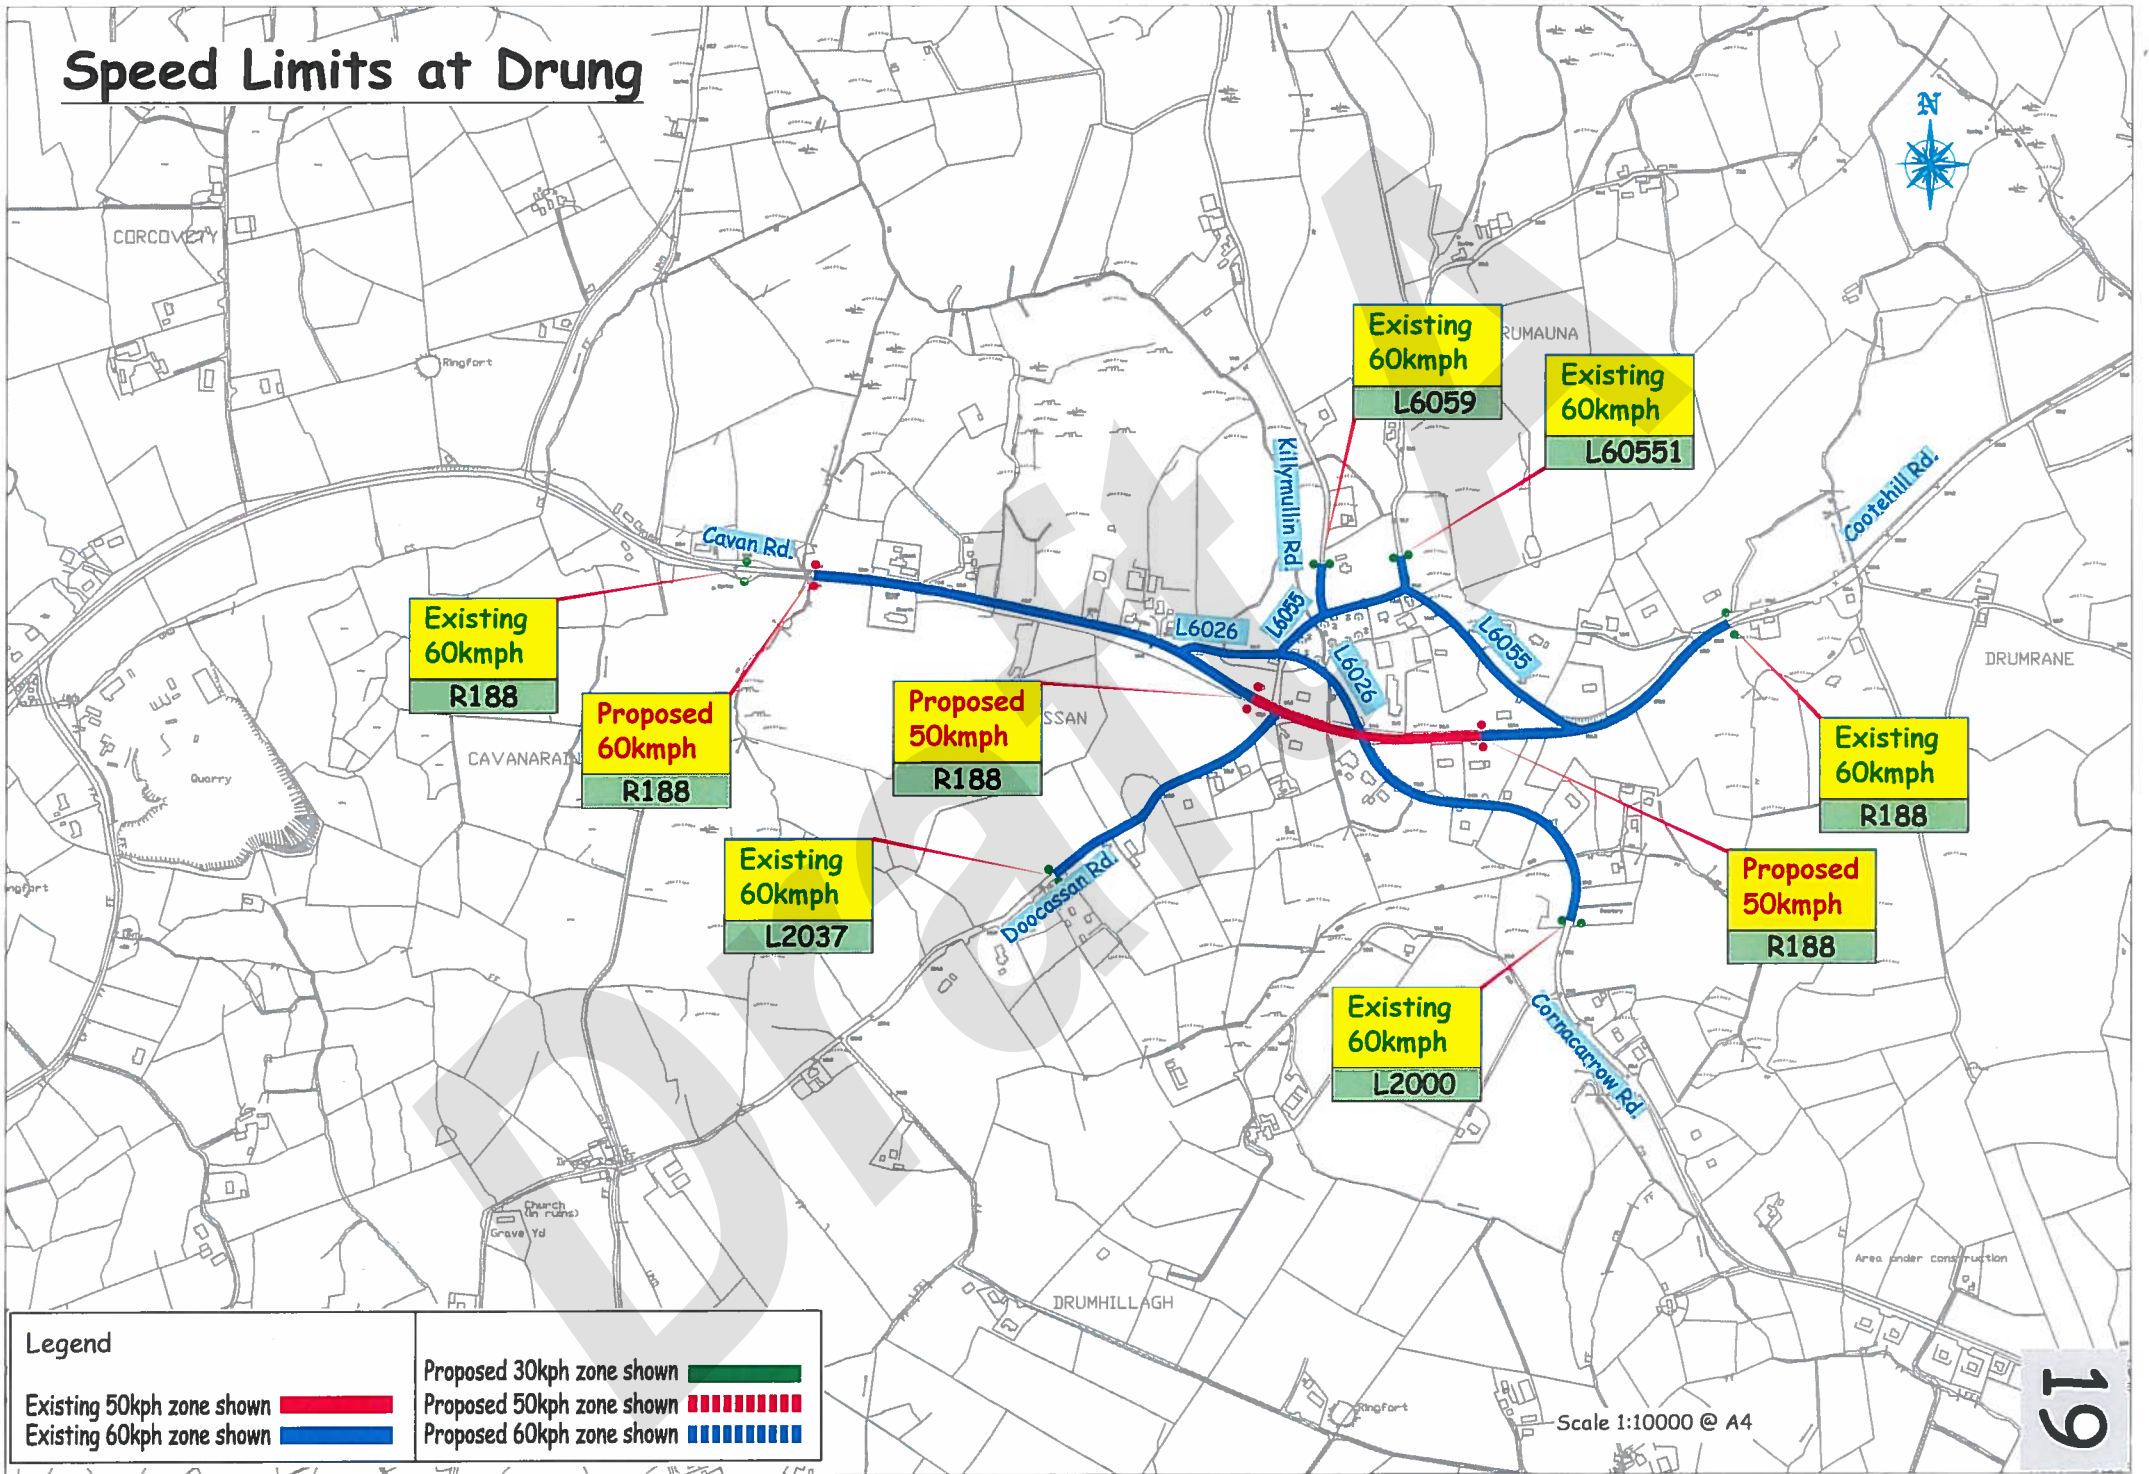 Speed Limits at Drung
N
CORCOVETY
Ringfort
Existing
60kmph
L6059
RUMAUNA
Existing
60kmph
L60551
Killymullin Rd.
Cootehill Rd.
Cavan Rd.
Existing
60kmph
R188
L6026
L6055
L6026
L6055
DRUMRANE
Proposed
60kmph
R188
Proposed
50kmph
R188
SSAN
Existing
60kmph
R188
CAVANARAIN
Quarry
Existing
60kmph
L2037
Doocassan Rd.
Proposed
50kmph
R188
ngfort
Existing
60kmph
L2000
Cornacarrow Rd.
Draft A
Church
(in ruins)
Grave Yd
Area under construction
DRUMHILLAGH
Ringfort
Legend
Existing 50kph zone shown
Existing 60kph zone shown
Proposed 30kph zone shown
Proposed 50kph zone shown
Proposed 60kph zone shown
Scale 1:10000 @ A4
19